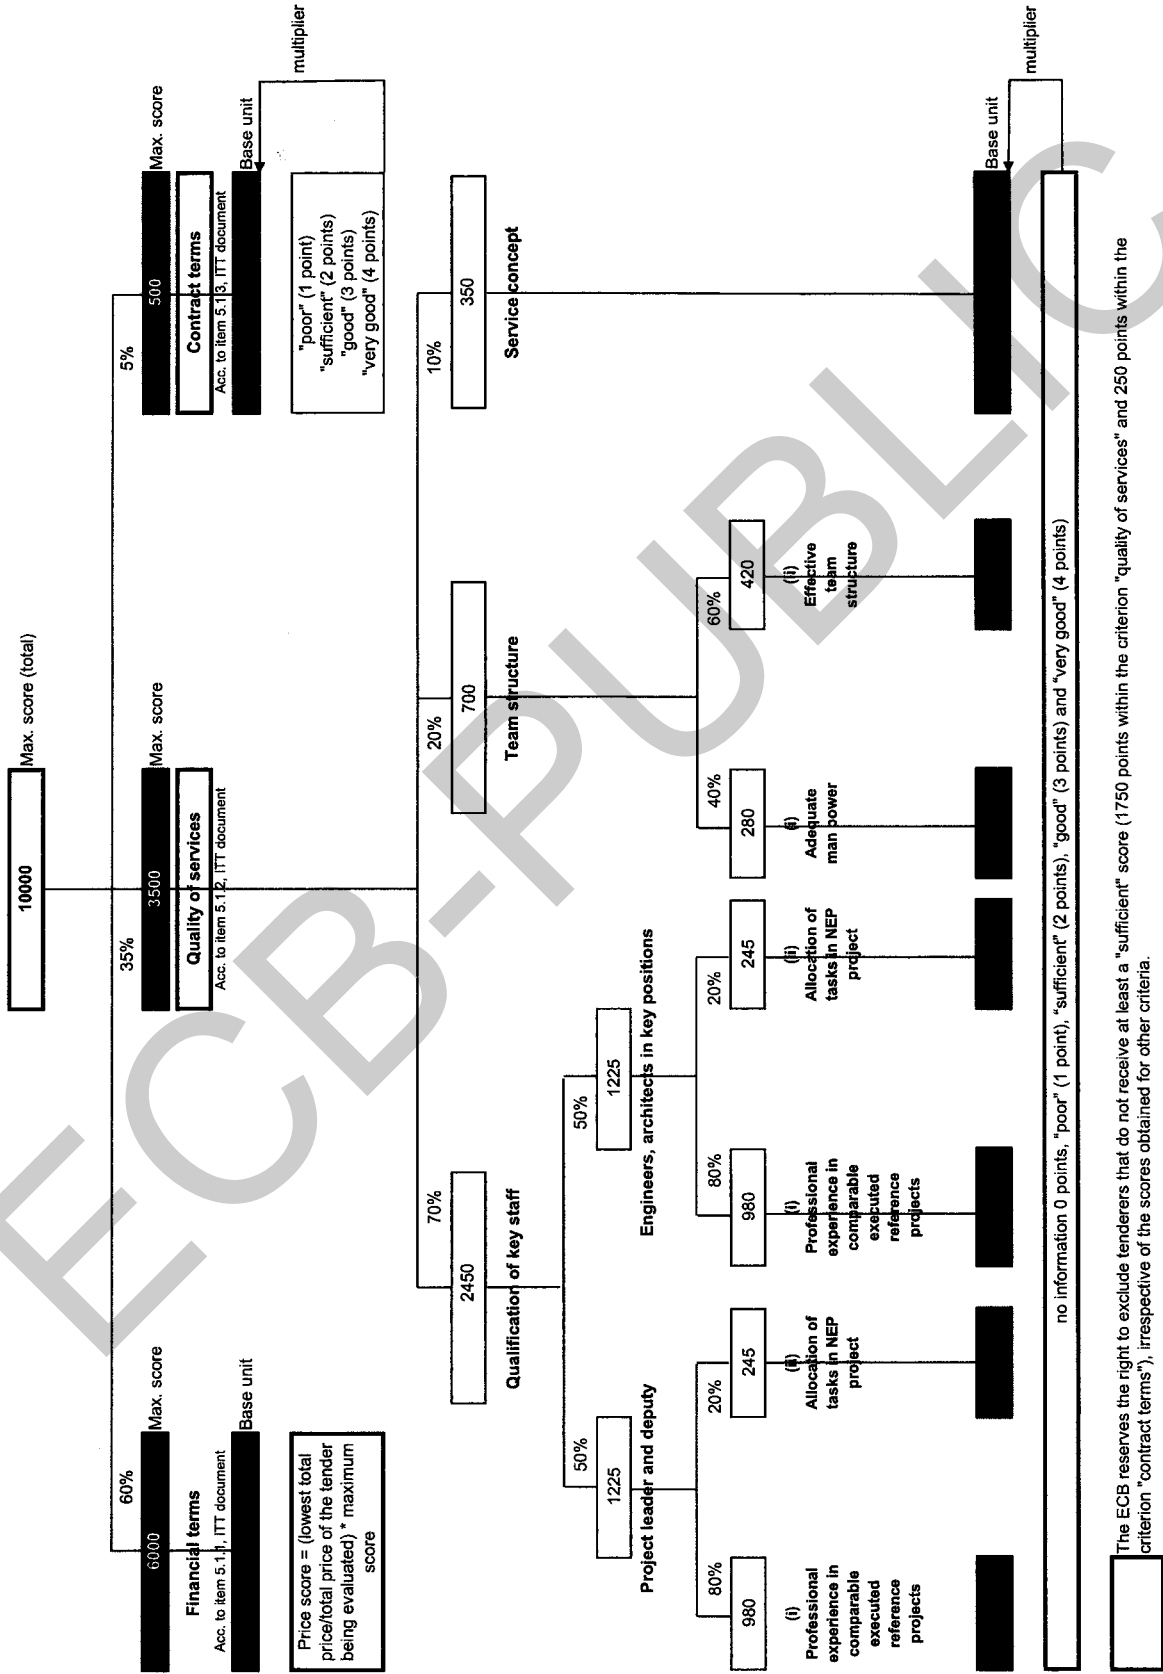 10000
Max. score (total)
60%
35%
5%
6000
Max. score
3500
Max. score
500
Max. score
Financial terms
Quality of services
Contract terms
Acc. to item 5.1.1, ITT document
Acc. to item 5.1.2, ITT document
Acc. to item 5.1.3, ITT document
Base unit
Base unit
Price score = (lowest total
price/total price of the tender
being evaluated) * maximum
score
"poor" (1 point)
"sufficient" (2 points)
"good" (3 points)
"very good" (4 points)
multiplier
70%
20%
10%
2450
700
350
Qualification of key staff
Team structure
Service concept
50%
50%
1225
1225
Project leader and deputy
Engineers, architects in key positions
80%
20%
80%
20%
40%
60%
980
245
980
245
280
420
(i)
Professional
experience in
comparable
executed
reference
projects
(ii)
Allocation of
tasks in NEP
project
(i)
Professional
experience in
comparable
executed
reference
projects
(ii)
Allocation of
tasks in NEP
project
(i)
Adequate
man power
(ii)
Effective
team
structure
Base unit
multiplier
no information 0 points, "poor" (1 point), "sufficient" (2 points), "good" (3 points) and "very good" (4 points)
The ECB reserves the right to exclude tenderers that do not receive at least a "sufficient" score (1750 points within the criterion "quality of services" and 250 points within the
criterion "contract terms"), irrespective of the scores obtained for other criteria.
ECB-PUBLIC